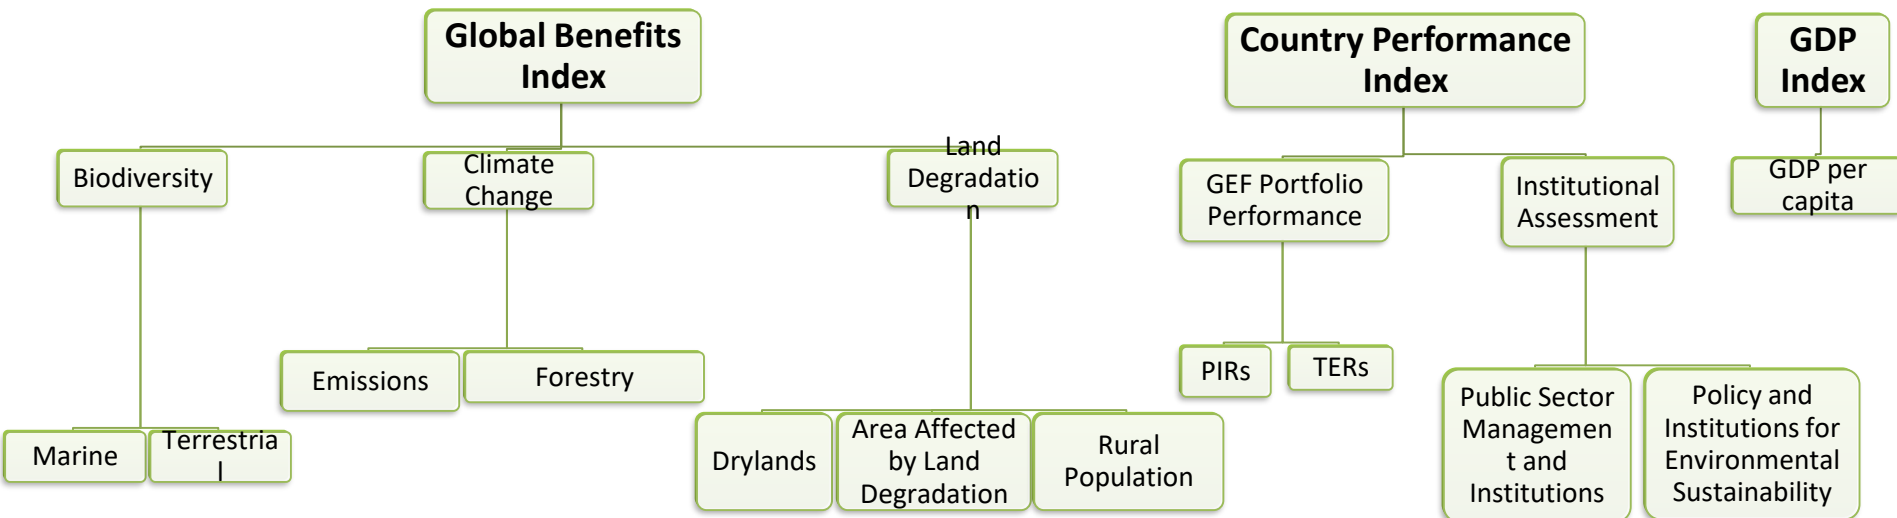 Global Benefits
Index
Country Performance
Index
GDP
Index
Biodiversity
Climate
Change
Land
Degradatio
n
GEF Portfolio
Performance
Institutional
Assessment
GDP per
capita
Emissions
Forestry
PIRs
TERs
Marine
Terrestria
l
Drylands
Area Affected
by Land
Degradation
Rural
Population
Public Sector
Managemen
t and
Institutions
Policy and
Institutions for
Environmental
Sustainability